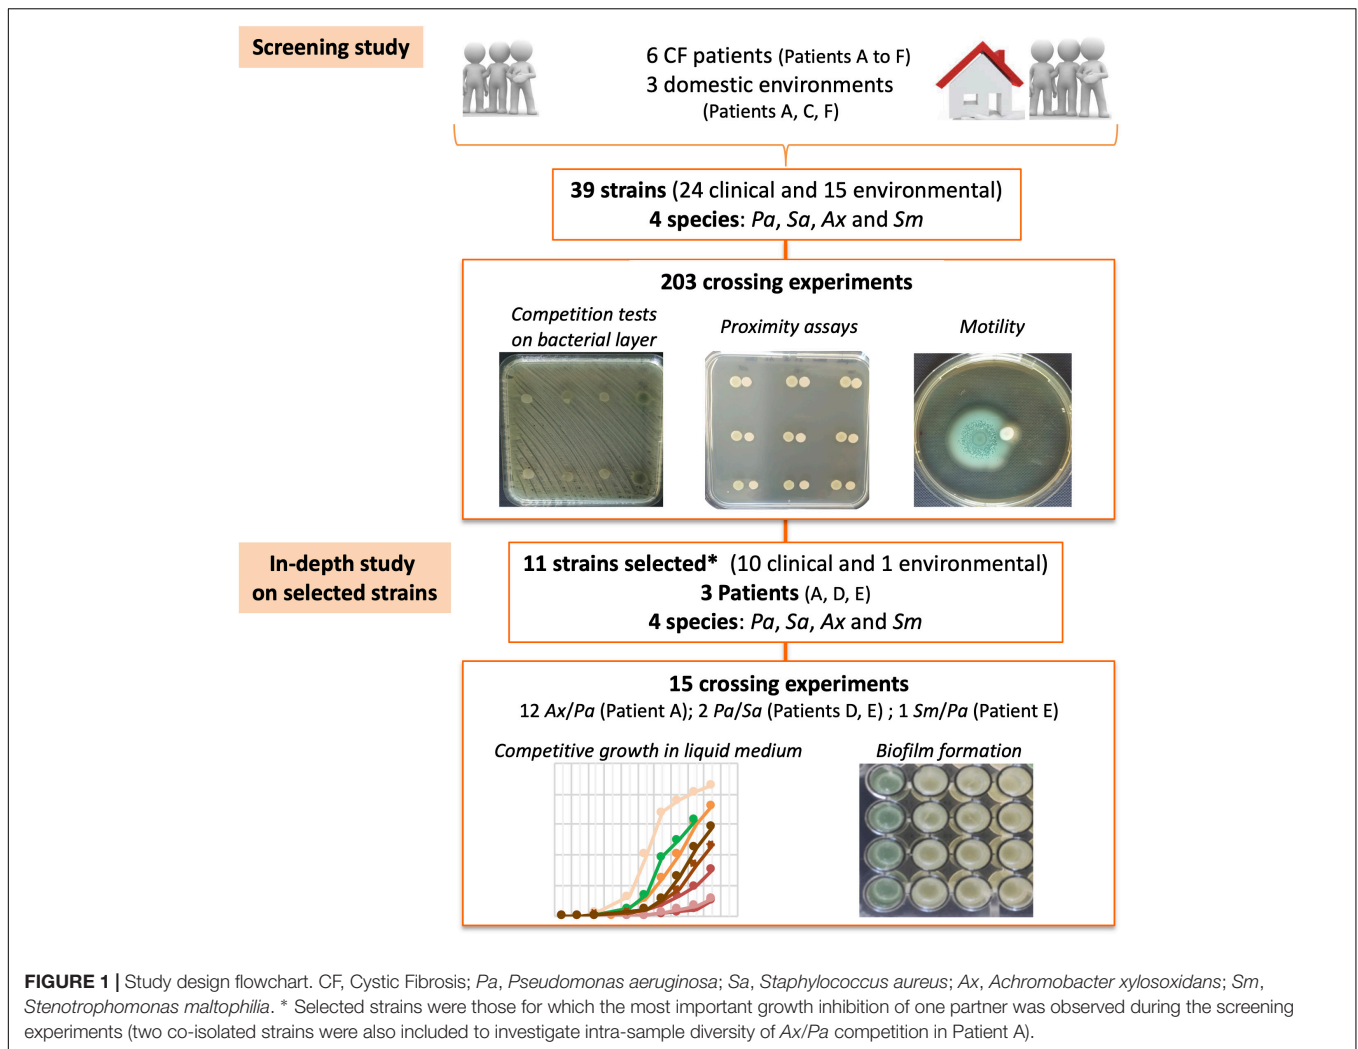 Screening study
6 CF patients (Patients A to F)
3 domestic environments
(Patients A, C, F)
39 strains (24 clinical and 15 environmental)
4 species: Pa, Sa, Ax and Sm
203 crossing experiments
Competition tests
on bacterial layer
Proximity assays
Motility
In-depth study
on selected strains
11 strains selected* (10 clinical and 1 environmental)
3 Patients (A, D, E)
4 species: Pa, Sa, Ax and Sm
15 crossing experiments
12 Ax/Pa (Patient A); 2 Pa/Sa (Patients D, E) ; 1 Sm/Pa (Patient E)
Competitive growth in liquid medium
Biofilm formation
FIGURE 1 | Study design flowchart. CF, Cystic Fibrosis; Pa, Pseudomonas aeruginosa; Sa, Staphylococcus aureus; Ax, Achromobacter xylosoxidans; Sm,
Stenotrophomonas maltophilia. * Selected strains were those for which the most important growth inhibition of one partner was observed during the screening
experiments (two co-isolated strains were also included to investigate intra-sample diversity of Ax/Pa competition in Patient A).